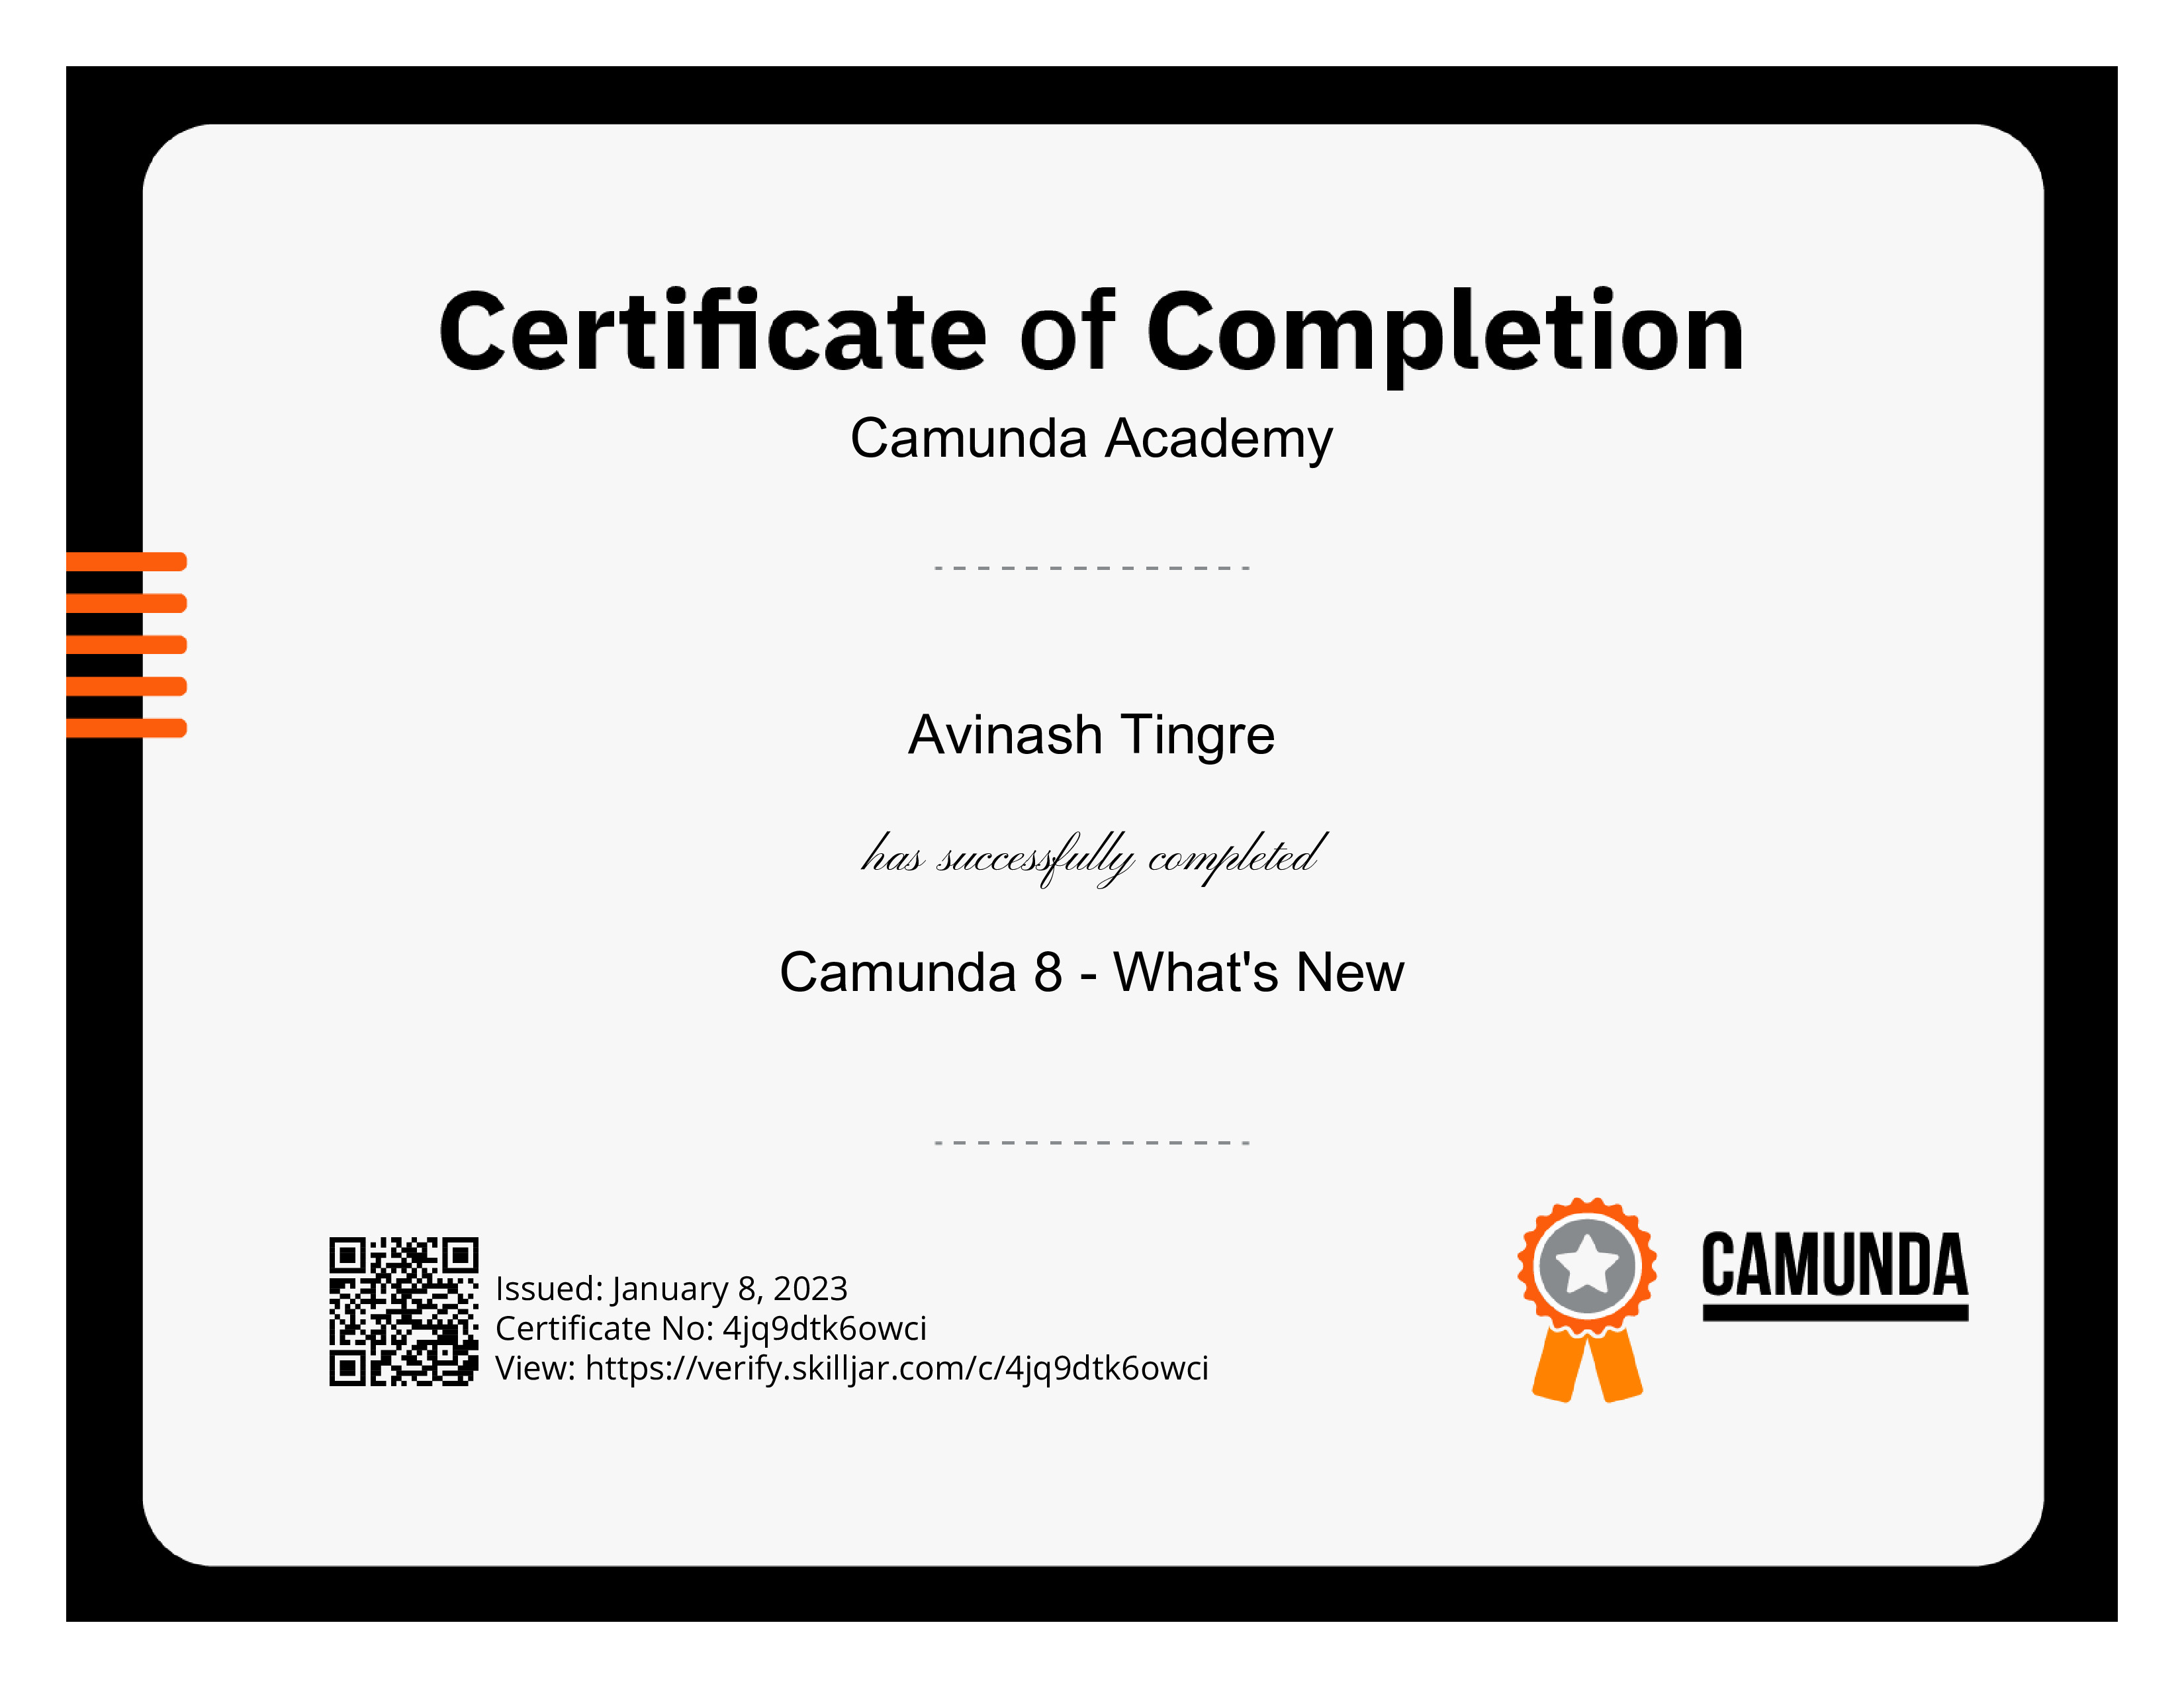 Certificate of Completion
Camunda Academy
Avinash Tingre
has successfully completed
Camunda 8 - What's New
Issued: January 8, 2023
Certificate No: 4jq9dtk6owci
View: https://verify.skilljar.com/c/4jq9dtk6owci
CAMUNDA